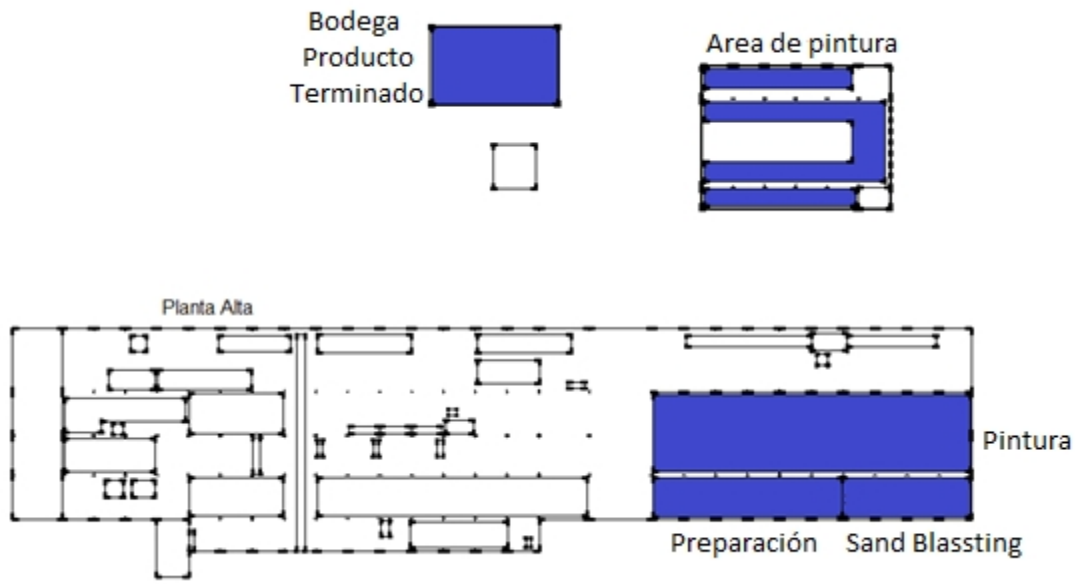 Bodega
Producto
Terminado
Area de pintura
Planta Alta
Pintura
Preparación
Sand Blassting